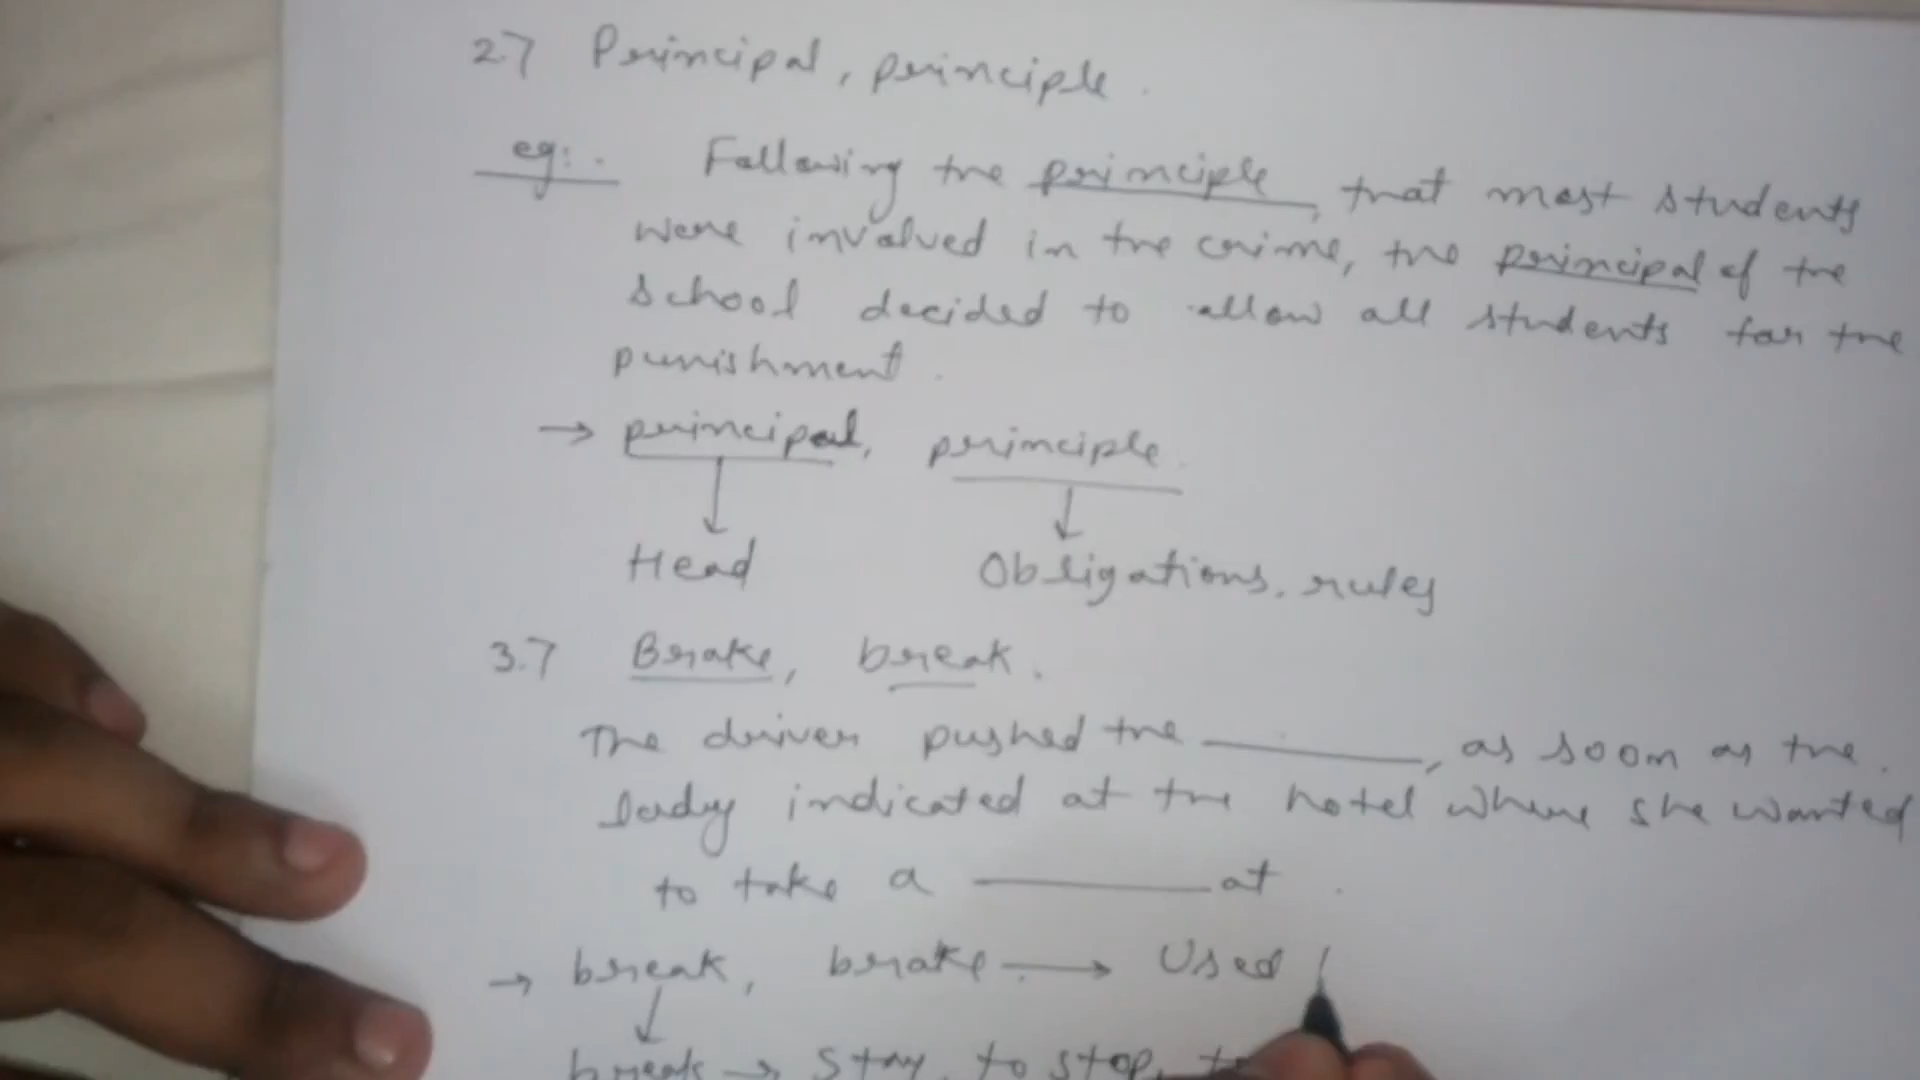 2.7 Principal, principle.
eg:. Following the principle, that most students
were involved in the crime, the principal of the
school decided to allow all students for the
punishment.
→ principal, principle.
↓ ↓
Head Obligations, rules
3.7 Brake, break.
The driver pushed the ________, as soon as the
lady indicated at the hotel where she wanted
to take a ________ at.
→ break, brake → Used
↓
break → stay, to stop,